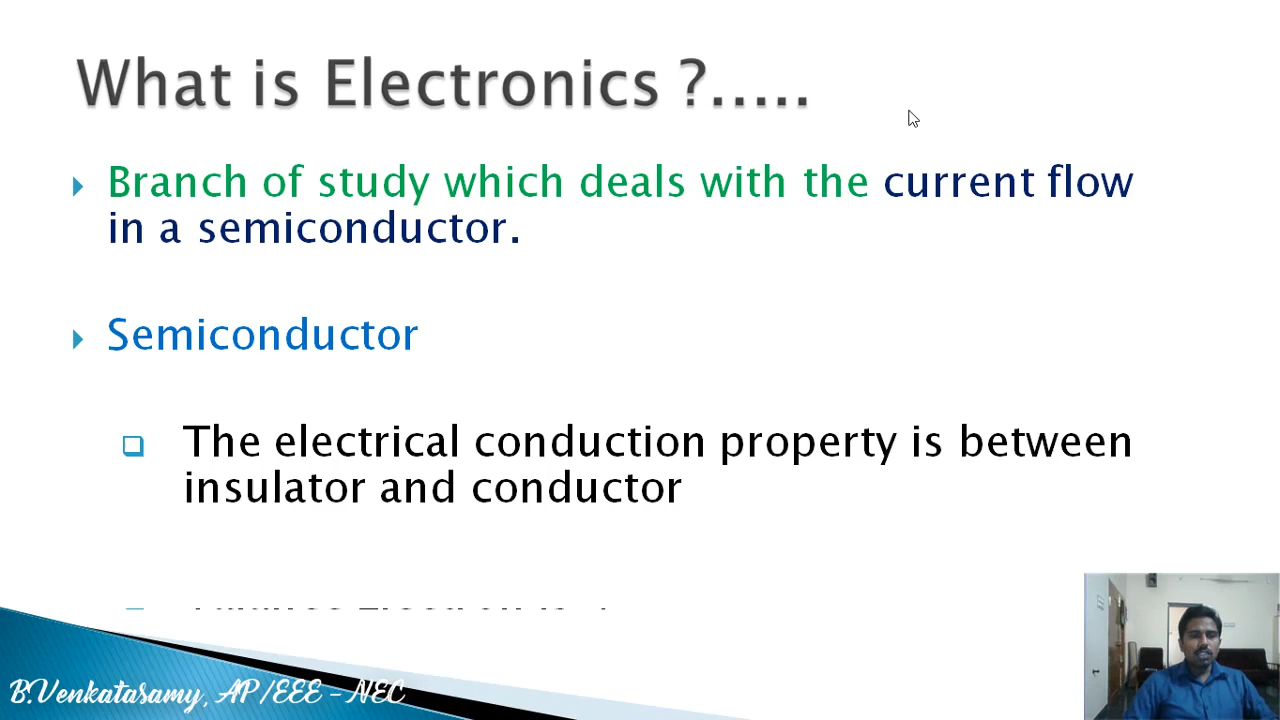 What is Electronics ?.....
Branch of study which deals with the current flow
in a semiconductor.
Semiconductor
The electrical conduction property is between
insulator and conductor
B.Venkatasamy, AP/EEE - NEC